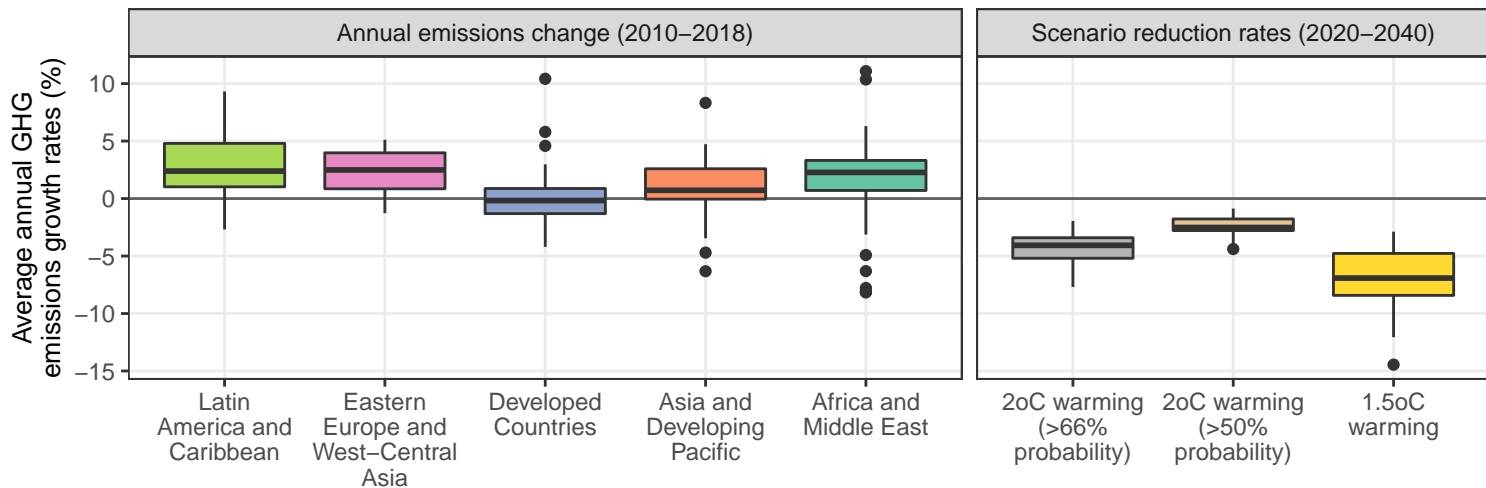 Annual emissions change (2010−2018)
Scenario reduction rates (2020−2040)
Average annual GHG
emissions growth rates (%)
10
5
0
−5
−10
−15
Latin
America and
Caribbean
Eastern
Europe and
West−Central
Asia
Developed
Countries
Asia and
Developing
Pacific
Africa and
Middle East
2oC warming
(>66%
probability)
2oC warming
(>50%
probability)
1.5oC
warming